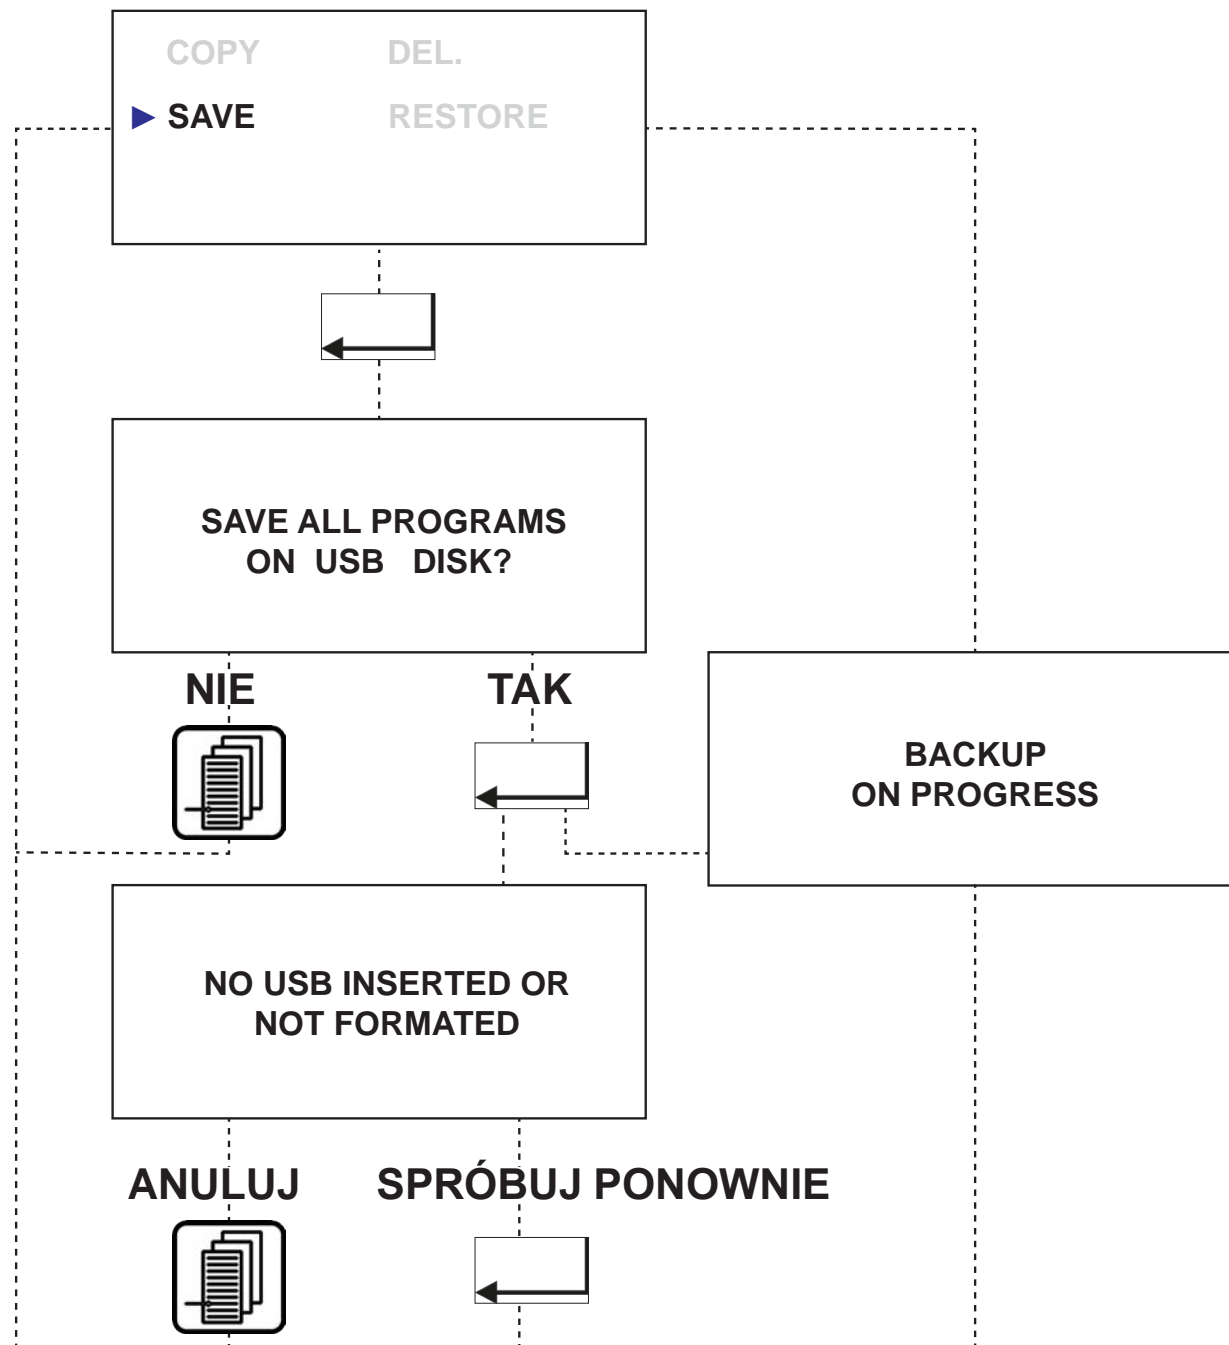 COPY DEL.
SAVE RESTORE
SAVE ALL PROGRAMS
ON USB DISK?
NIE TAK
BACKUP
ON PROGRESS
NO USB INSERTED OR
NOT FORMATED
ANULUJ SPRÓBUJ PONOWNIE